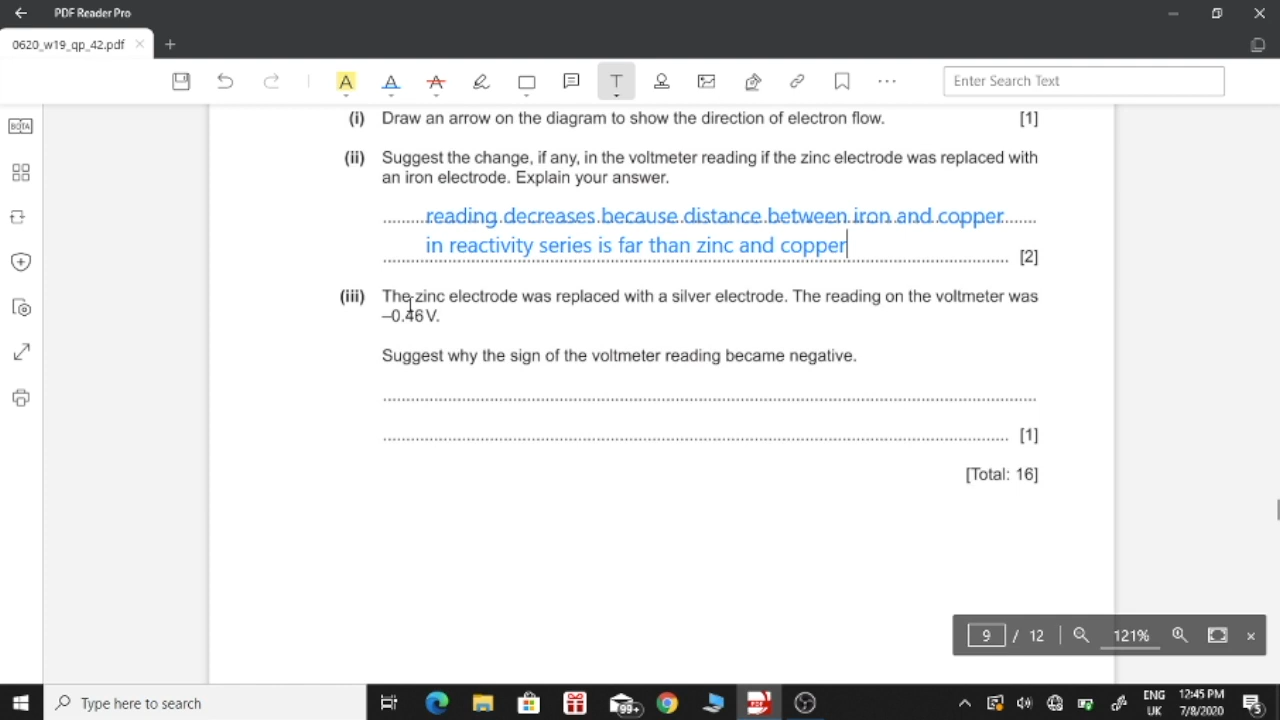 PDF Reader Pro
0620_w19_qp_42.pdf
Enter Search Text
BOTA
(i) Draw an arrow on the diagram to show the direction of electron flow. [1]
(ii) Suggest the change, if any, in the voltmeter reading if the zinc electrode was replaced with
an iron electrode. Explain your answer.
reading decreases because distance between iron and copper
in reactivity series is far than zinc and copper
[2]
(iii) The zinc electrode was replaced with a silver electrode. The reading on the voltmeter was
–0.46 V.
Suggest why the sign of the voltmeter reading became negative.
[1]
[Total: 16]
9 / 12 121%
Type here to search
99+
PDF
ENG
UK
12:45 PM
7/8/2020
3